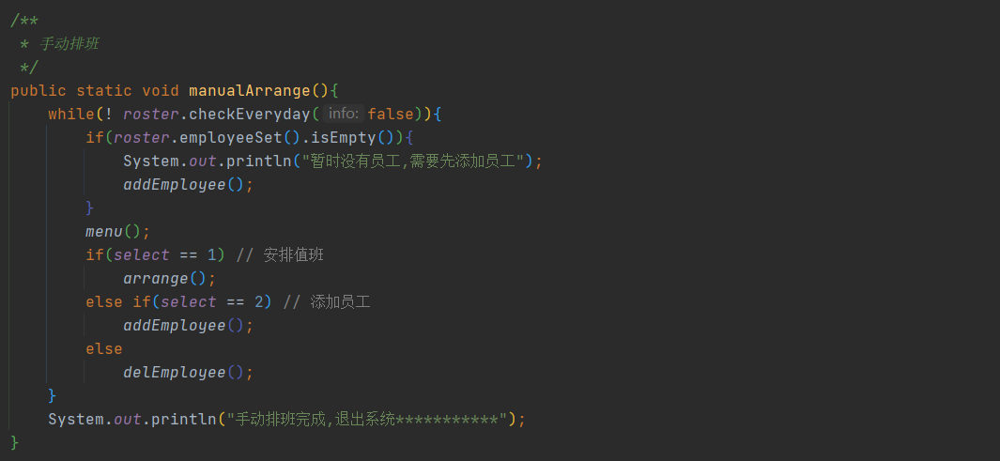 /**
 * 手动排班
 */
public static void manualArrange(){
    while(! roster.checkEveryday( info: false)){
        if(roster.employeeSet().isEmpty()){
            System.out.println("暂时没有员工,需要先添加员工");
            addEmployee();
        }
        menu();
        if(select == 1) // 安排值班
            arrange();
        else if(select == 2) // 添加员工
            addEmployee();
        else
            delEmployee();
    }
    System.out.println("手动排班完成,退出系统***********");
}